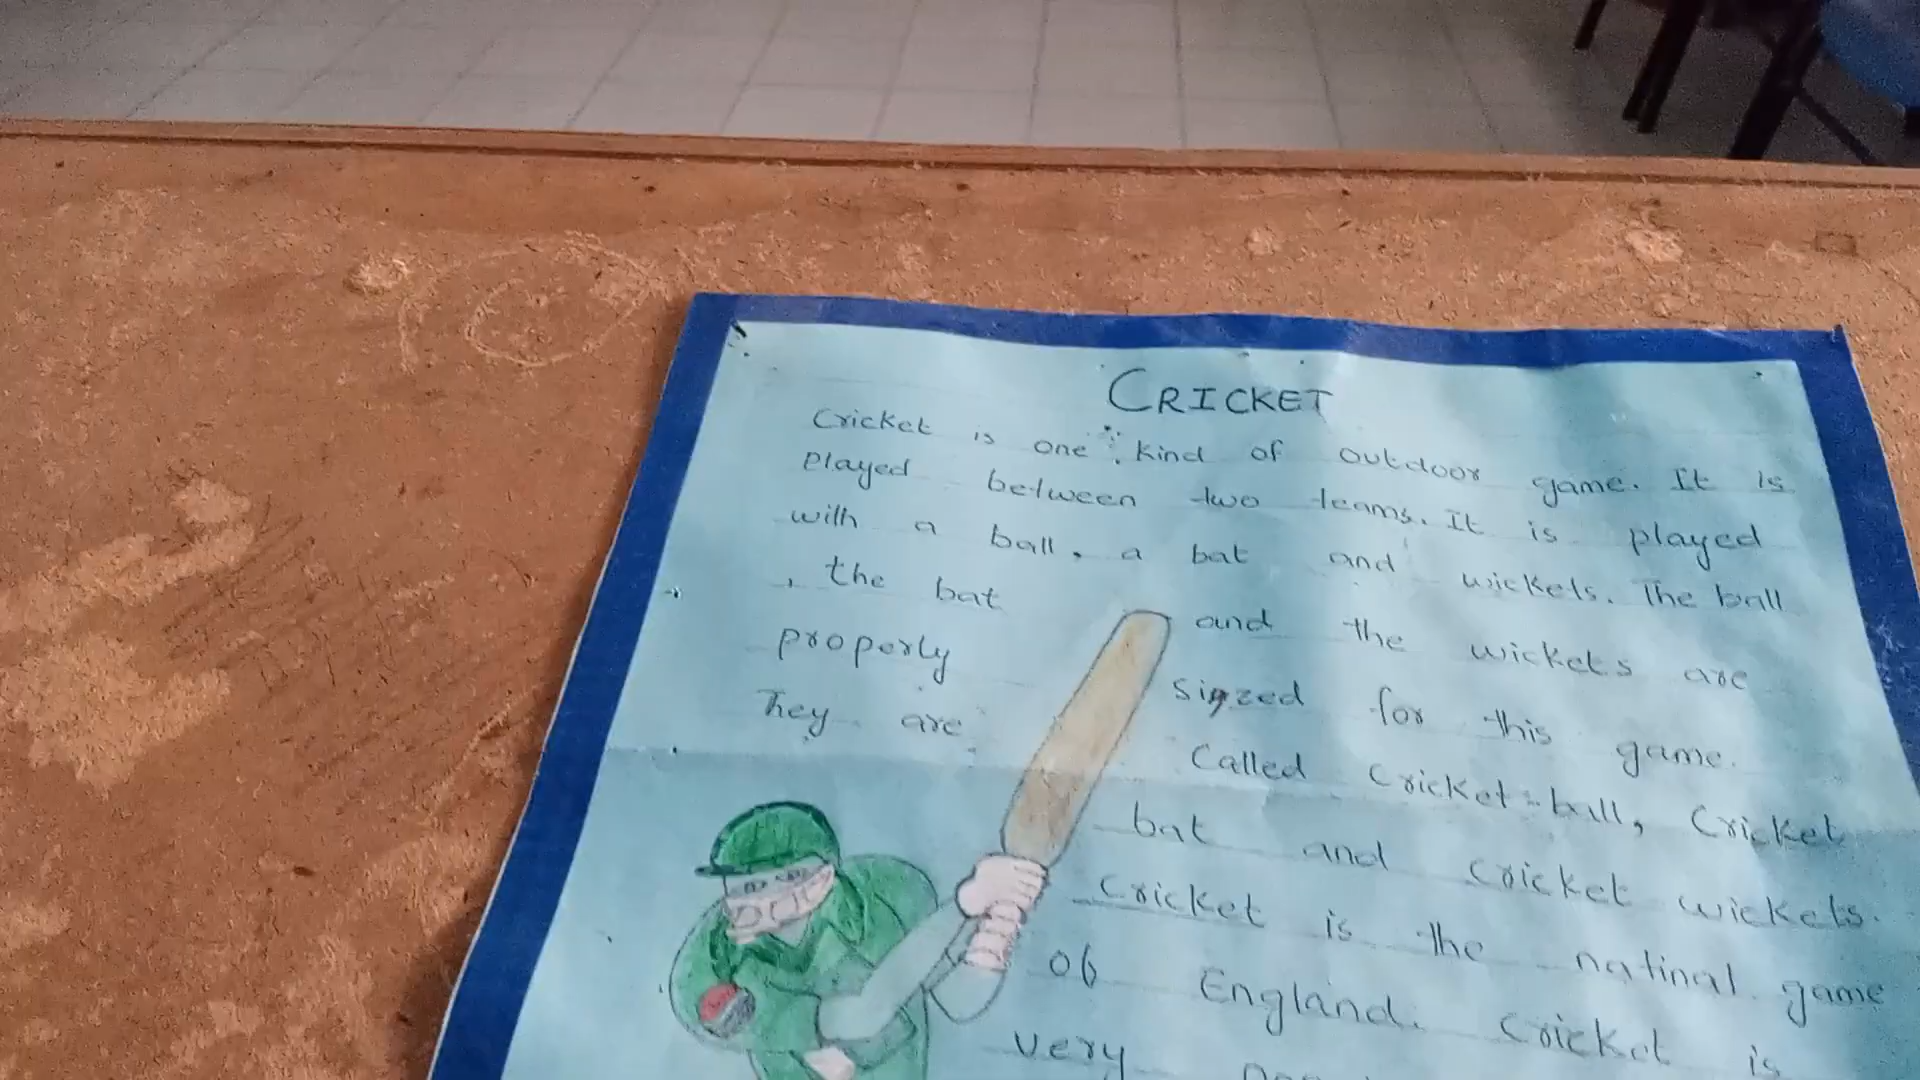 CRICKET
Cricket is one kind of outdoor game. It is
Played between two teams. It is played
with a ball, a bat and wickets. The ball
, the bat and the wickets are
properly sized for this game.
They are Called Cricket ball, Cricket
bat and cricket wickets.
Cricket is the natinal game
of England. Cricket is
very